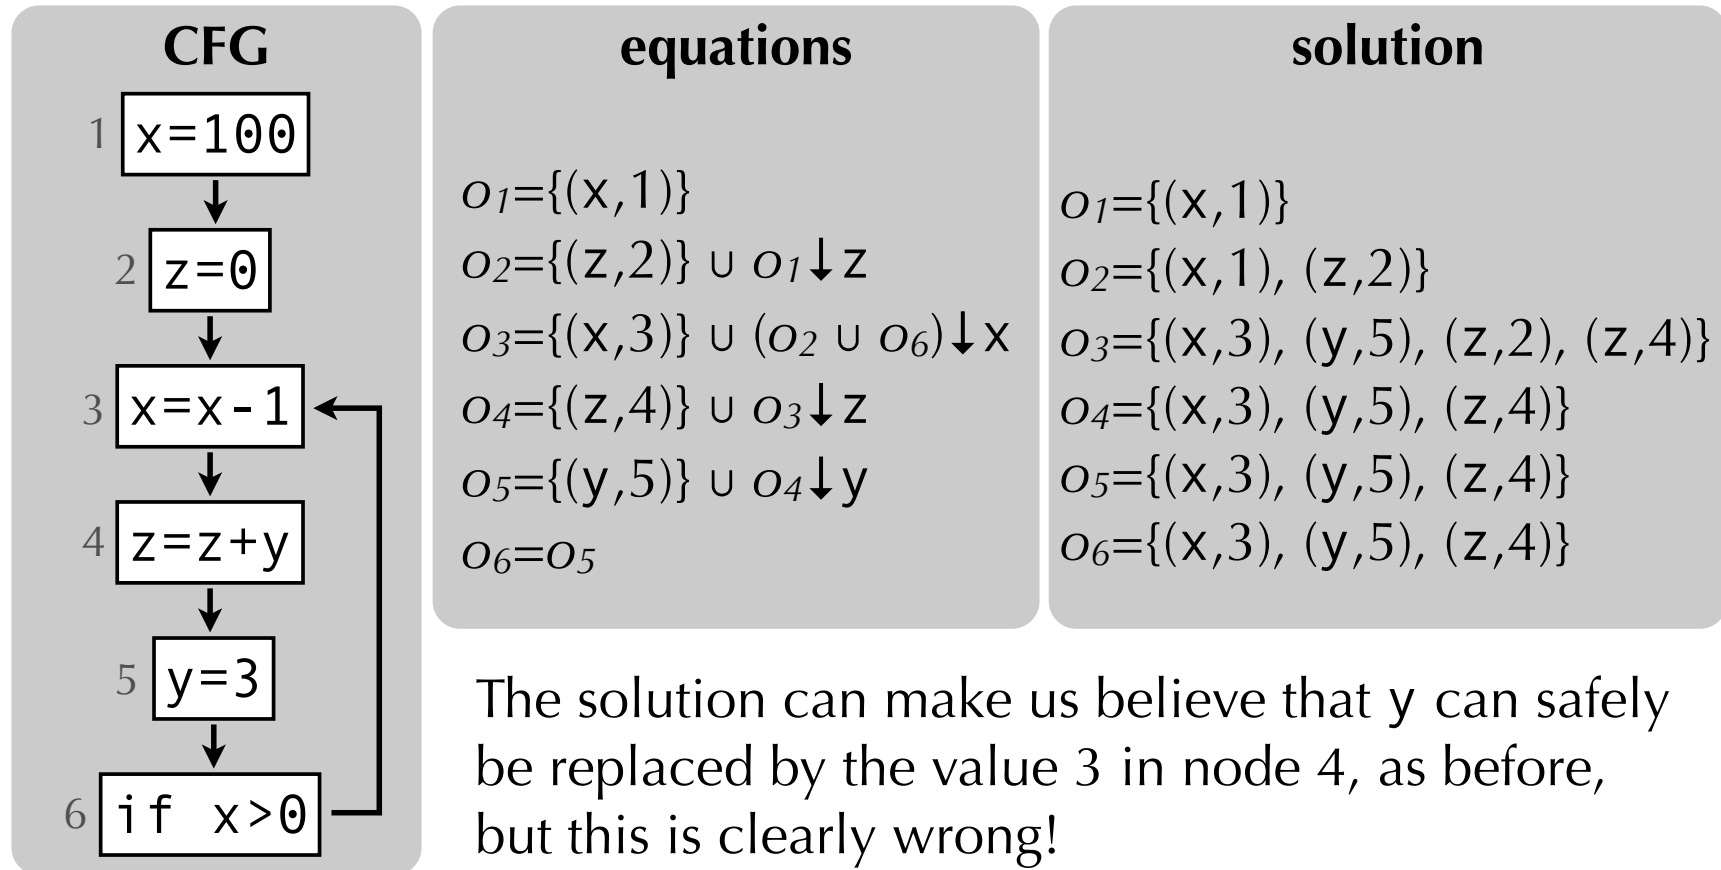 CFG
1 x=100
2 z=0
3 x=x-1
4 z=z+y
5 y=3
6 if x>0
equations
o1={(x,1)}
o2={(z,2)} ∪ o1↓z
o3={(x,3)} ∪ (o2 ∪ o6)↓x
o4={(z,4)} ∪ o3↓z
o5={(y,5)} ∪ o4↓y
o6=o5
solution
o1={(x,1)}
o2={(x,1), (z,2)}
o3={(x,3), (y,5), (z,2), (z,4)}
o4={(x,3), (y,5), (z,4)}
o5={(x,3), (y,5), (z,4)}
o6={(x,3), (y,5), (z,4)}
The solution can make us believe that y can safely
be replaced by the value 3 in node 4, as before,
but this is clearly wrong!